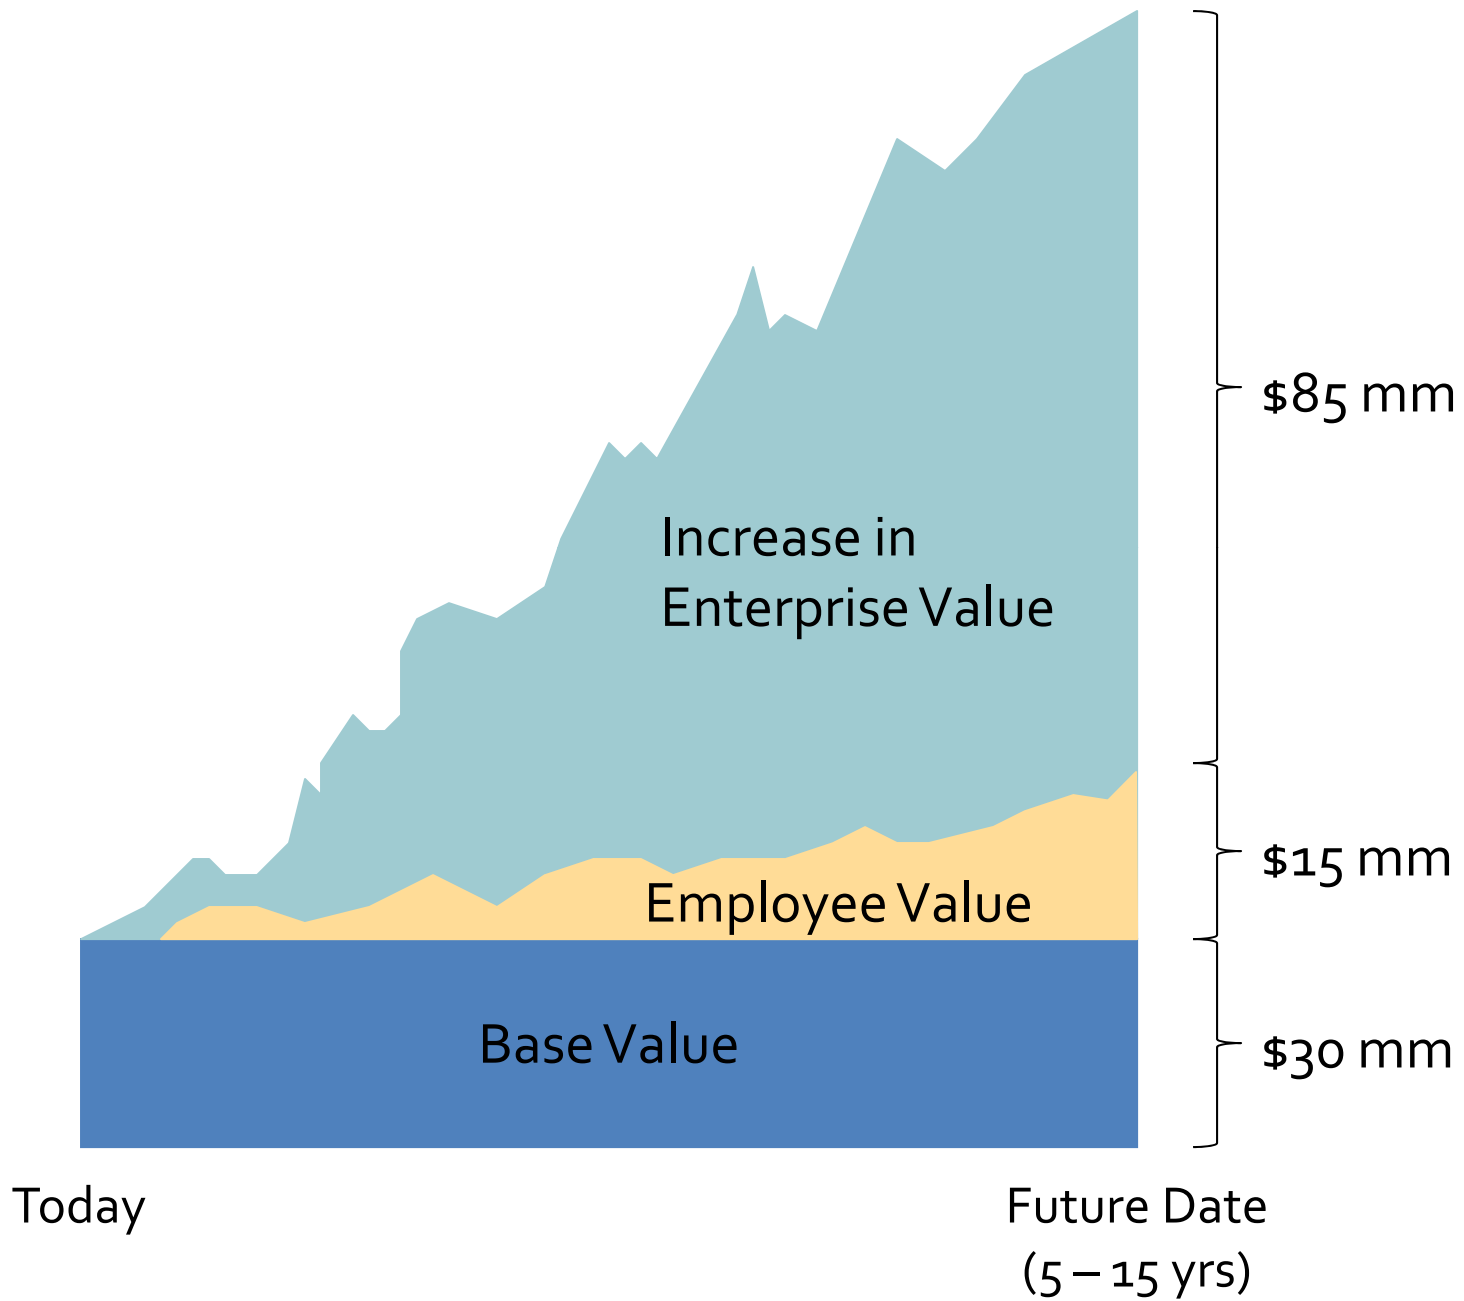 $85 mm
Increase in
Enterprise Value
$15 mm
Employee Value
Base Value
$30 mm
Today
Future Date
(5 – 15 yrs)